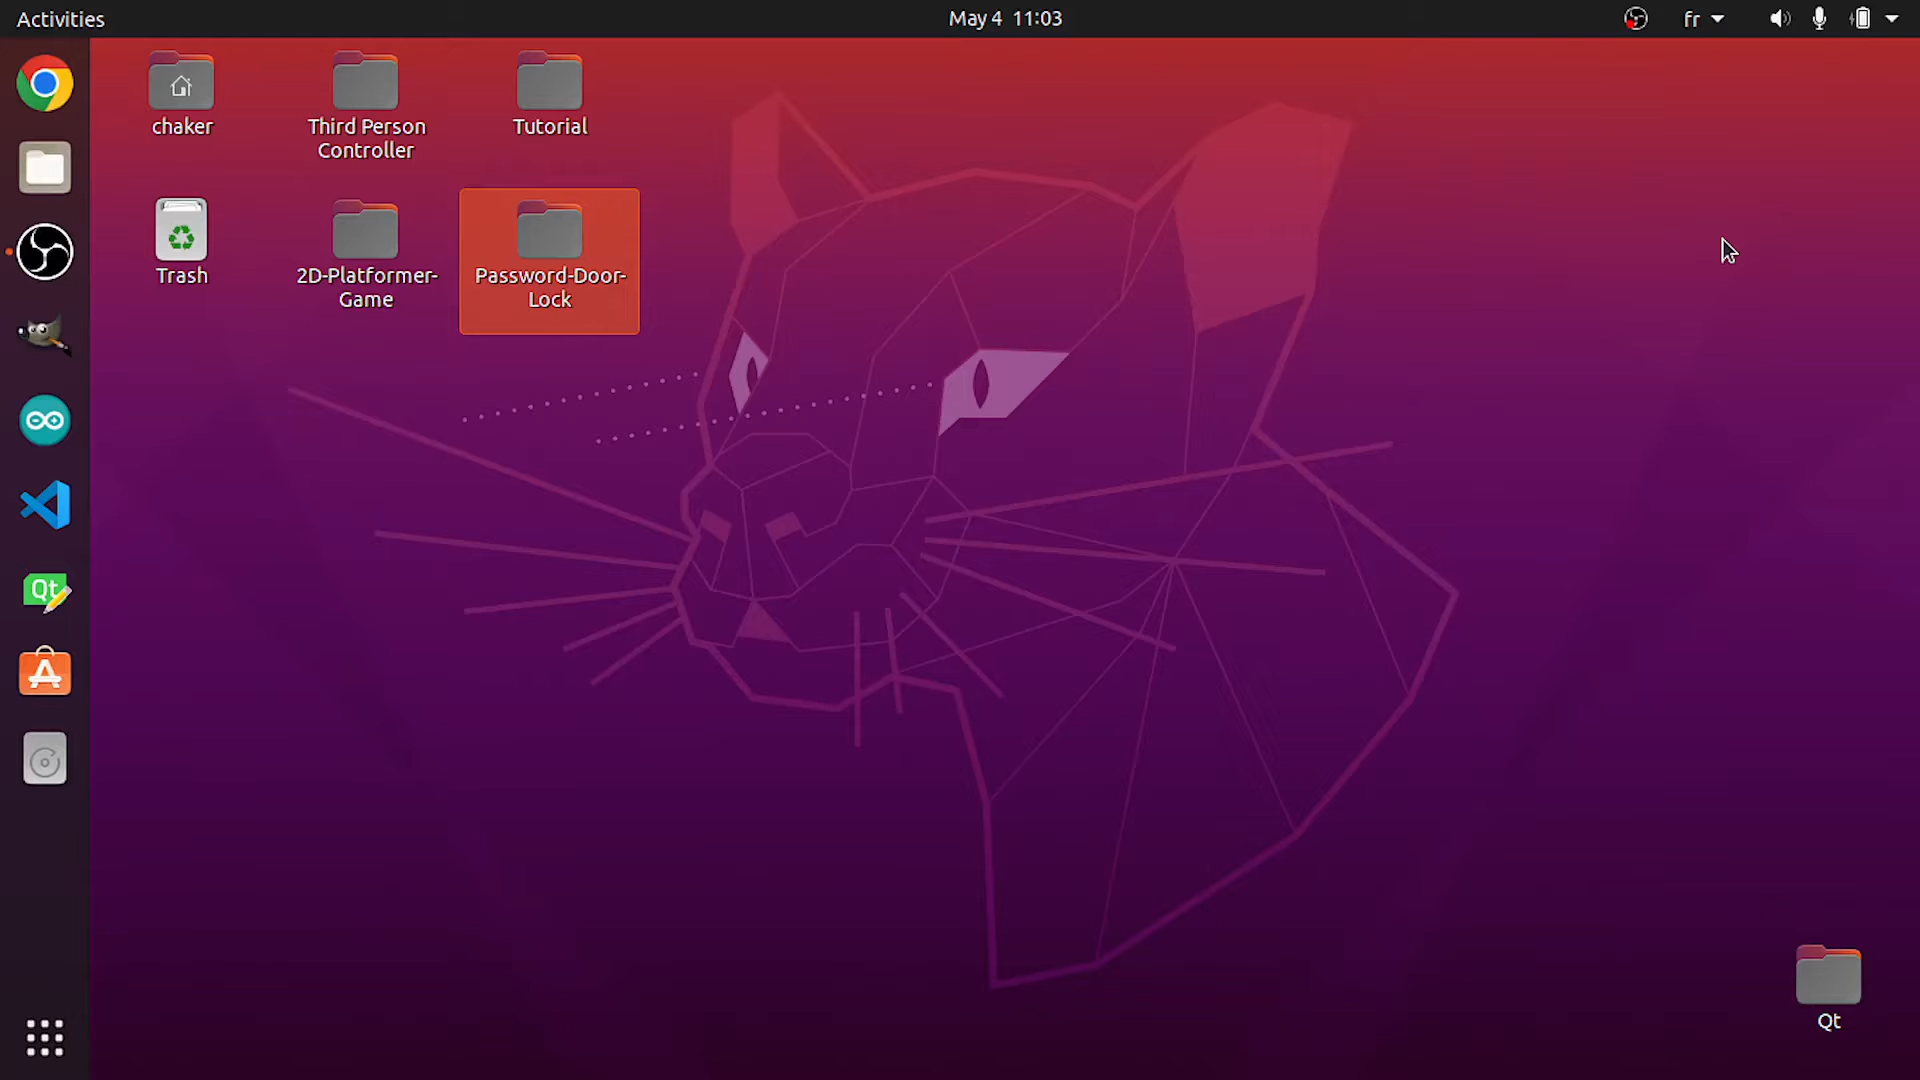 Activities
May 4 11:03
fr
chaker
Third Person
Controller
Tutorial
Trash
2D-Platformer-
Game
Password-Door-
Lock
Qt
Qt